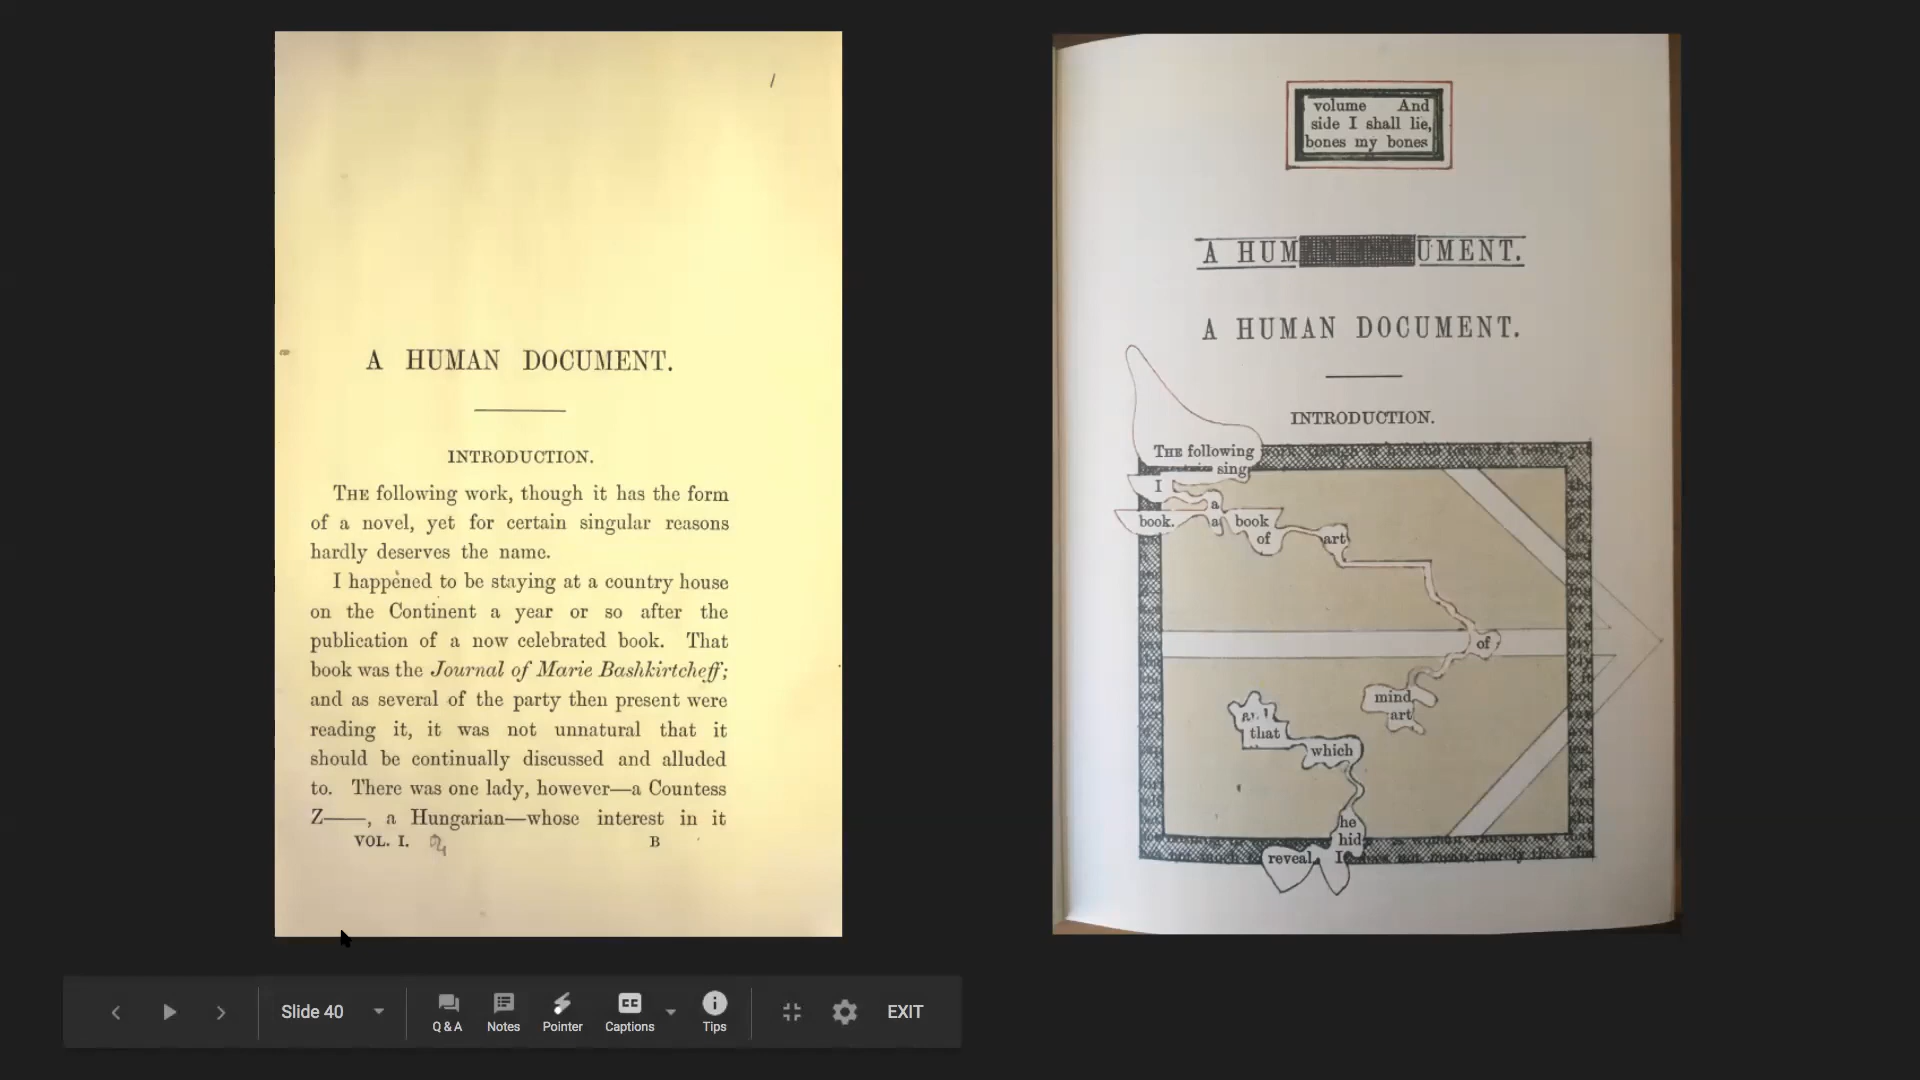 /
A HUMAN DOCUMENT.
INTRODUCTION.
THE following work, though it has the form
of a novel, yet for certain singular reasons
hardly deserves the name.
I happened to be staying at a country house
on the Continent a year or so after the
publication of a now celebrated book. That
book was the Journal of Marie Bashkirtcheff;
and as several of the party then present were
reading it, it was not unnatural that it
should be continually discussed and alluded
to. There was one lady, however—a Countess
Z——, a Hungarian—whose interest in it
VOL. I.
B
volume And
side I shall lie,
bones my bones
A HUM UMENT.
A HUMAN DOCUMENT.
INTRODUCTION.
THE following
sing
I
a
book. a book
of art
of
mind
art
that
which
he
hid
reveal I
Slide 40
Q & A
Notes
Pointer
CC
Captions
Tips
EXIT